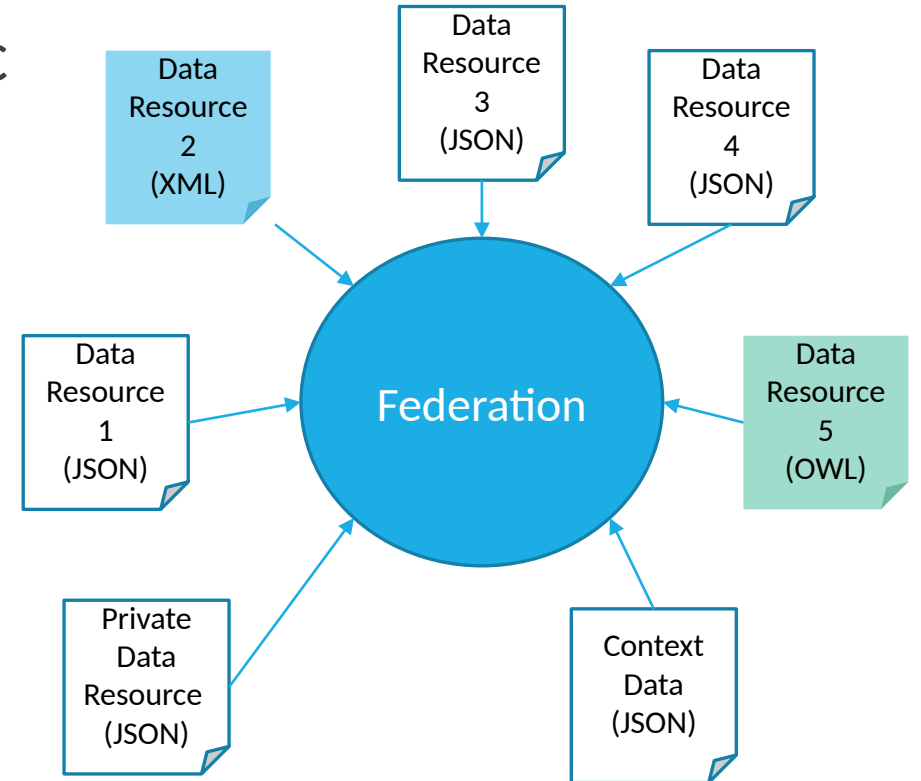 Data
Resource
3
(JSON)
Data
Resource
2
(XML)
Data
Resource
4
(JSON)
Data
Resource
1
(JSON)
Federation
Data
Resource
5
(OWL)
Private
Data
Resource
(JSON)
Context
Data
(JSON)